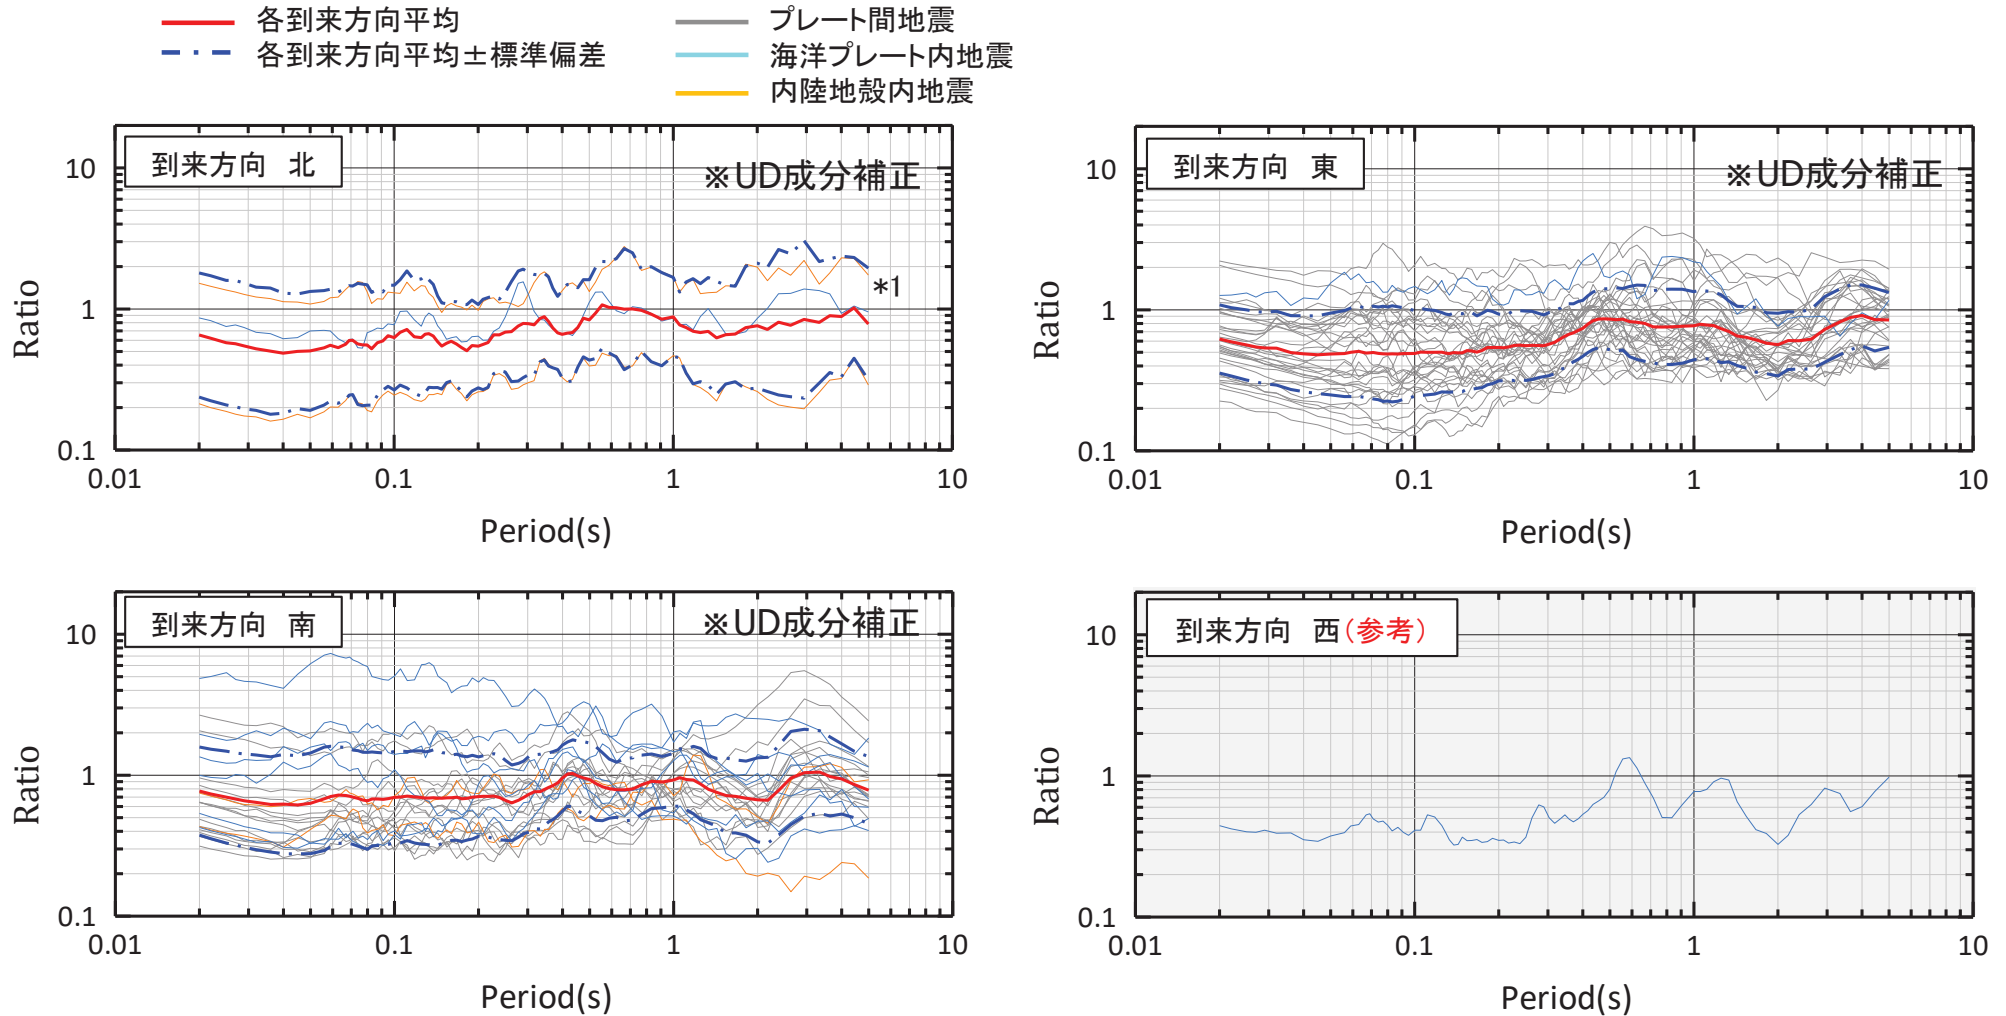 各到来方向平均
各到来方向平均±標準偏差
プレート間地震
海洋プレート内地震
内陸地殻内地震
到来方向 北
※UD成分補正
*1
10
1
0.1
Ratio
0.01
0.1
1
10
Period(s)
到来方向 東
※UD成分補正
10
1
0.1
Ratio
0.01
0.1
1
10
Period(s)
到来方向 南
※UD成分補正
10
1
0.1
Ratio
0.01
0.1
1
10
Period(s)
到来方向 西(参考)
10
1
0.1
Ratio
0.01
0.1
1
10
Period(s)